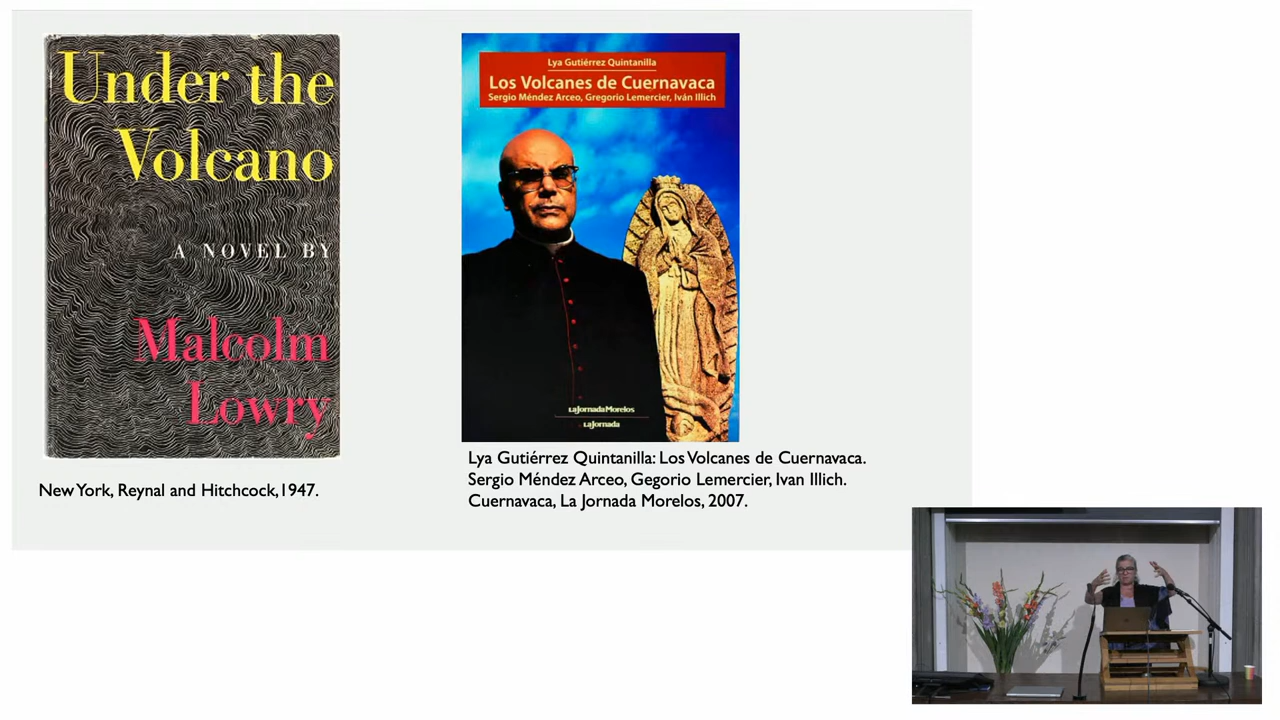 Under the
Volcano
A NOVEL BY
Malcolm
Lowry
New York, Reynal and Hitchcock,1947.
Lya Gutiérrez Quintanilla
Los Volcanes de Cuernavaca
Sergio Méndez Arceo, Gregorio Lemercier, Iván Illich
LaJornada Morelos
LaJornada
Lya Gutiérrez Quintanilla: Los Volcanes de Cuernavaca.
Sergio Méndez Arceo, Gegorio Lemercier, Ivan Illich.
Cuernavaca, La Jornada Morelos, 2007.